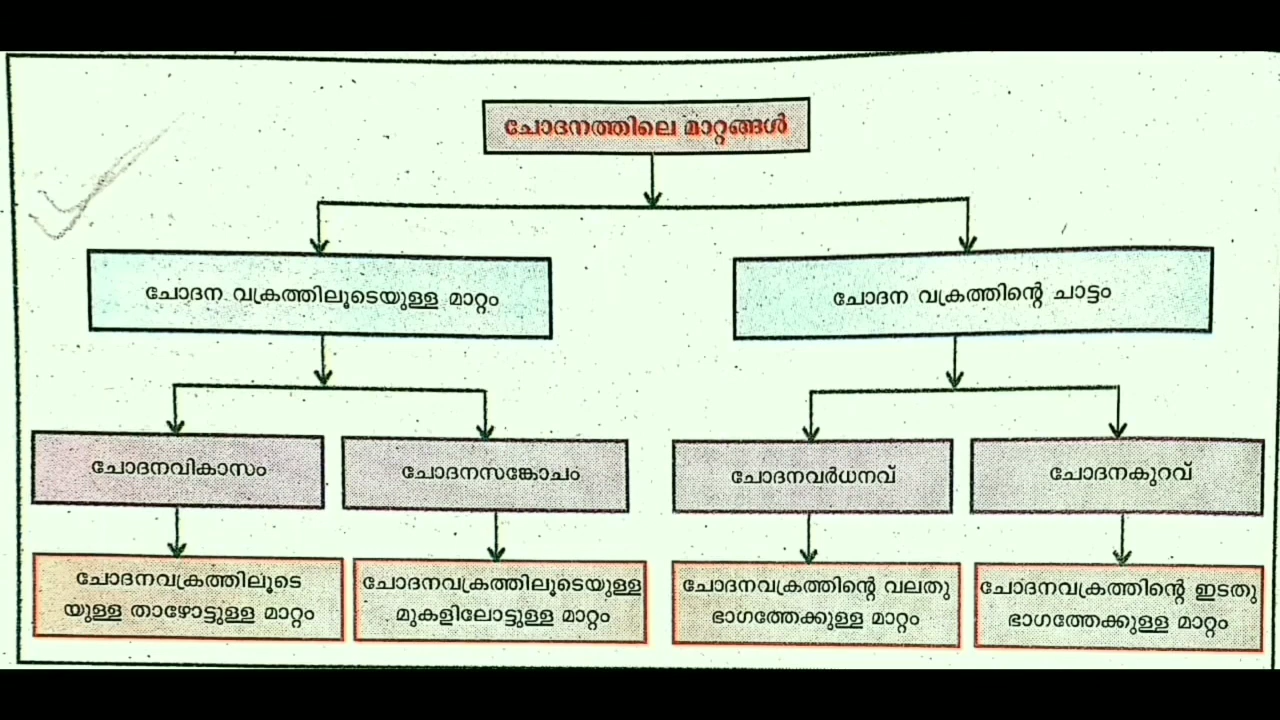 ചോദനത്തിലെ മാറ്റങ്ങൾ
ചോദന വക്രത്തിലൂടെയുള്ള മാറ്റം
ചോദന വക്രത്തിന്റെ ചാട്ടം
ചോദനവികാസം
ചോദനസങ്കോചം
ചോദനവർധനവ്
ചോദനകുറവ്
ചോദനവക്രത്തിലൂടെ
യുള്ള താഴോട്ടുള്ള മാറ്റം
ചോദനവക്രത്തിലൂടെയുള്ള
മുകളിലോട്ടുള്ള മാറ്റം
ചോദനവക്രത്തിന്റെ വലതു
ഭാഗത്തേക്കുള്ള മാറ്റം
ചോദനവക്രത്തിന്റെ ഇടതു
ഭാഗത്തേക്കുള്ള മാറ്റം